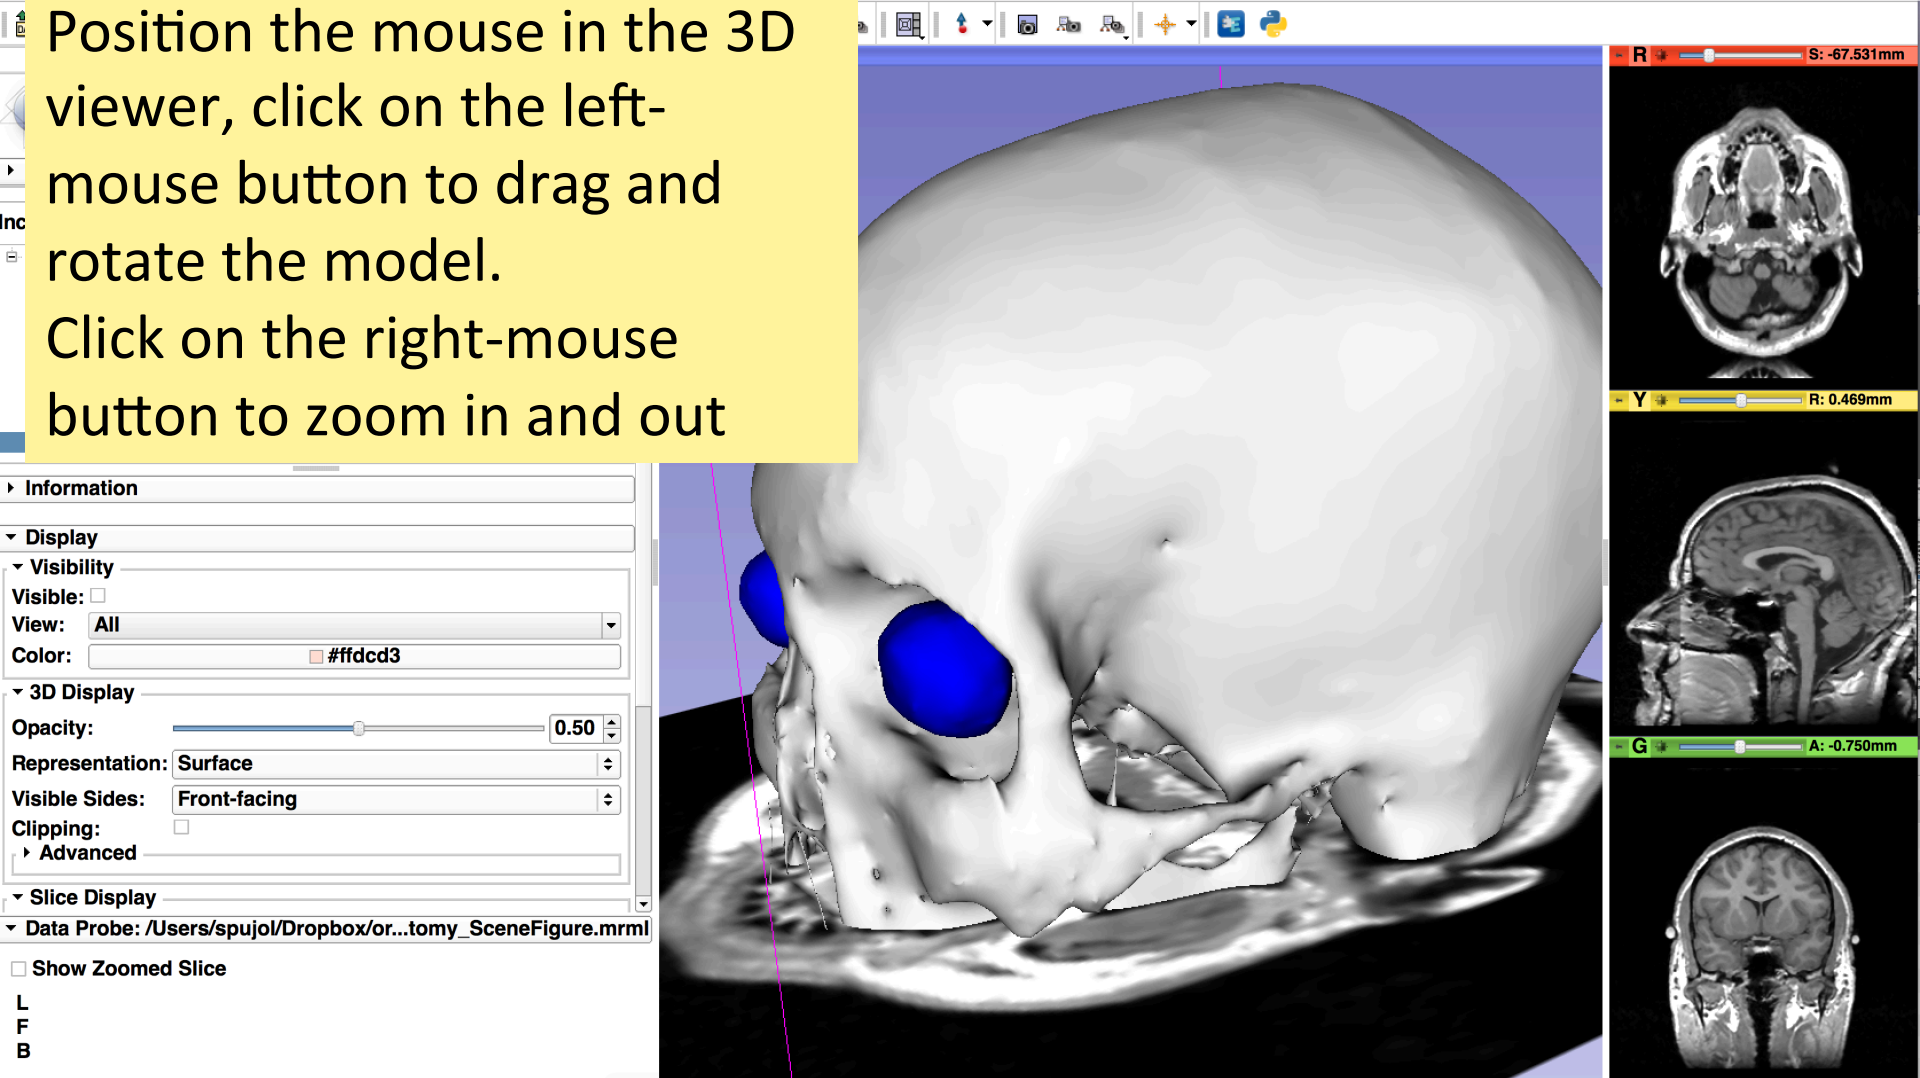 Position the mouse in the 3D
viewer, click on the left-
mouse button to drag and
rotate the model.
Click on the right-mouse
button to zoom in and out
Inc
Information
Display
Visibility
Visible:
View: All
Color: #ffdcd3
3D Display
Opacity: 0.50
Representation: Surface
Visible Sides: Front-facing
Clipping:
Advanced
Slice Display
Data Probe: /Users/spujol/Dropbox/or...tomy_SceneFigure.mrml
Show Zoomed Slice
L
F
B
R S: -67.531mm
Y R: 0.469mm
G A: -0.750mm